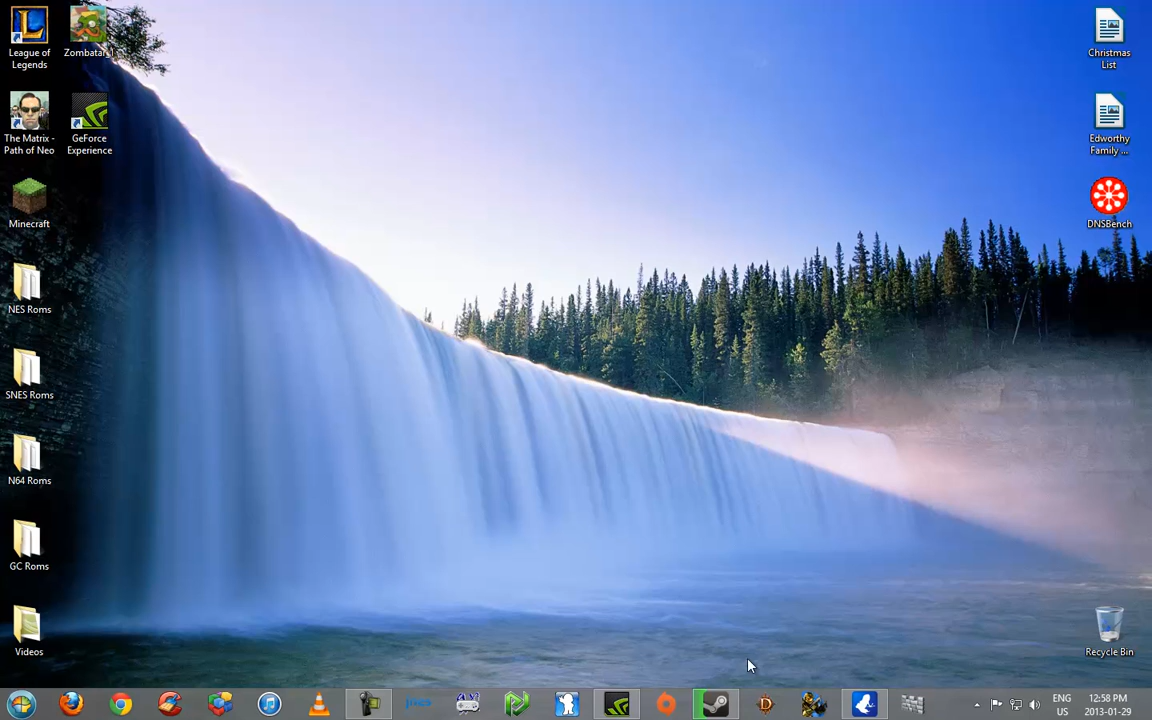 League of
Legends
Zombatar_1
The Matrix -
Path of Neo
GeForce
Experience
Minecraft
NES Roms
SNES Roms
N64 Roms
GC Roms
Videos
Christmas
List
Edworthy
Family ...
DNSBench
Recycle Bin
ENG
US
12:58 PM
2013-01-29